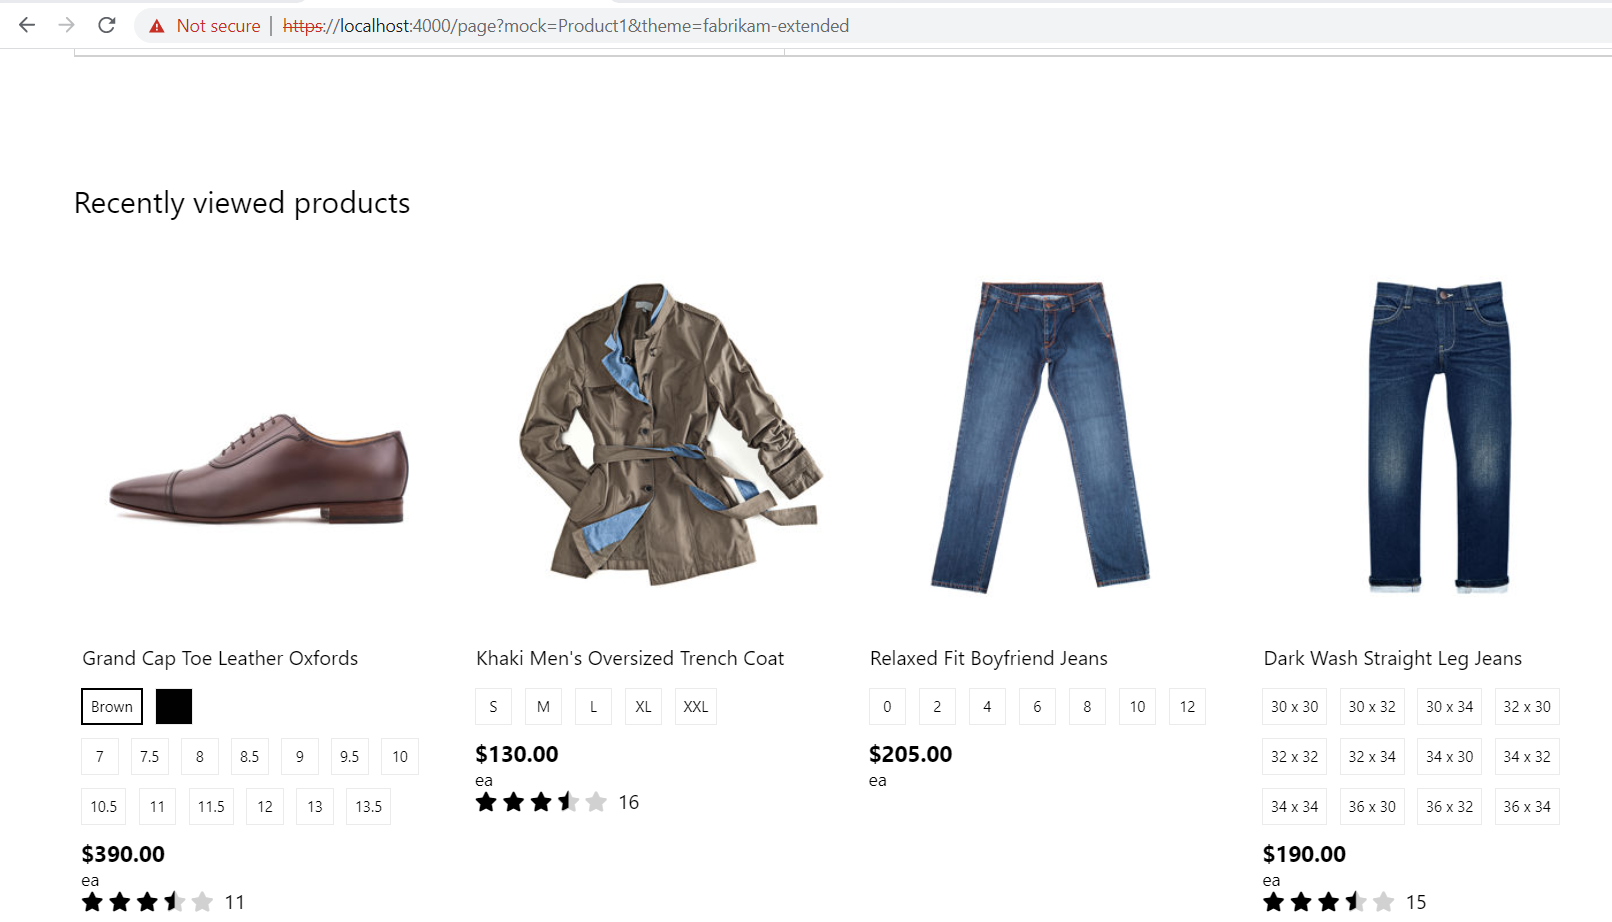 Not secure | https://localhost:4000/page?mock=Product1&theme=fabrikam-extended
Recently viewed products
Grand Cap Toe Leather Oxfords
Brown
7 7.5 8 8.5 9 9.5 10
10.5 11 11.5 12 13 13.5
$390.00
ea
11
Khaki Men's Oversized Trench Coat
S M L XL XXL
$130.00
ea
16
Relaxed Fit Boyfriend Jeans
0 2 4 6 8 10 12
$205.00
ea
Dark Wash Straight Leg Jeans
30 x 30 30 x 32 30 x 34 32 x 30
32 x 32 32 x 34 34 x 30 34 x 32
34 x 34 36 x 30 36 x 32 36 x 34
$190.00
ea
15